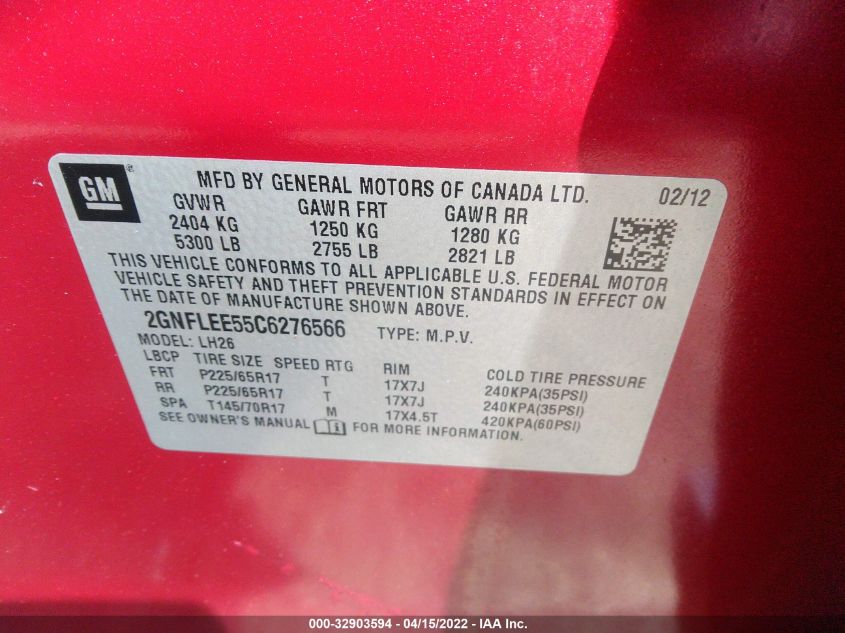 GM
MFD BY GENERAL MOTORS OF CANADA LTD. 02/12
GVWR GAWR FRT GAWR RR
2404 KG 1250 KG 1280 KG
5300 LB 2755 LB 2821 LB
THIS VEHICLE CONFORMS TO ALL APPLICABLE U.S. FEDERAL MOTOR
VEHICLE SAFETY AND THEFT PREVENTION STANDARDS IN EFFECT ON
THE DATE OF MANUFACTURE SHOWN ABOVE.
2GNFLEE55C6276566 TYPE: M.P.V.
MODEL: LH26
LBCP TIRE SIZE SPEED RTG RIM COLD TIRE PRESSURE
FRT P225/65R17 T 17X7J 240KPA(35PSI)
RR P225/65R17 T 17X7J 240KPA(35PSI)
SPA T145/70R17 M 17X4.5T 420KPA(60PSI)
SEE OWNER'S MANUAL FOR MORE INFORMATION.
000-32903594 - 04/15/2022 - IAA Inc.